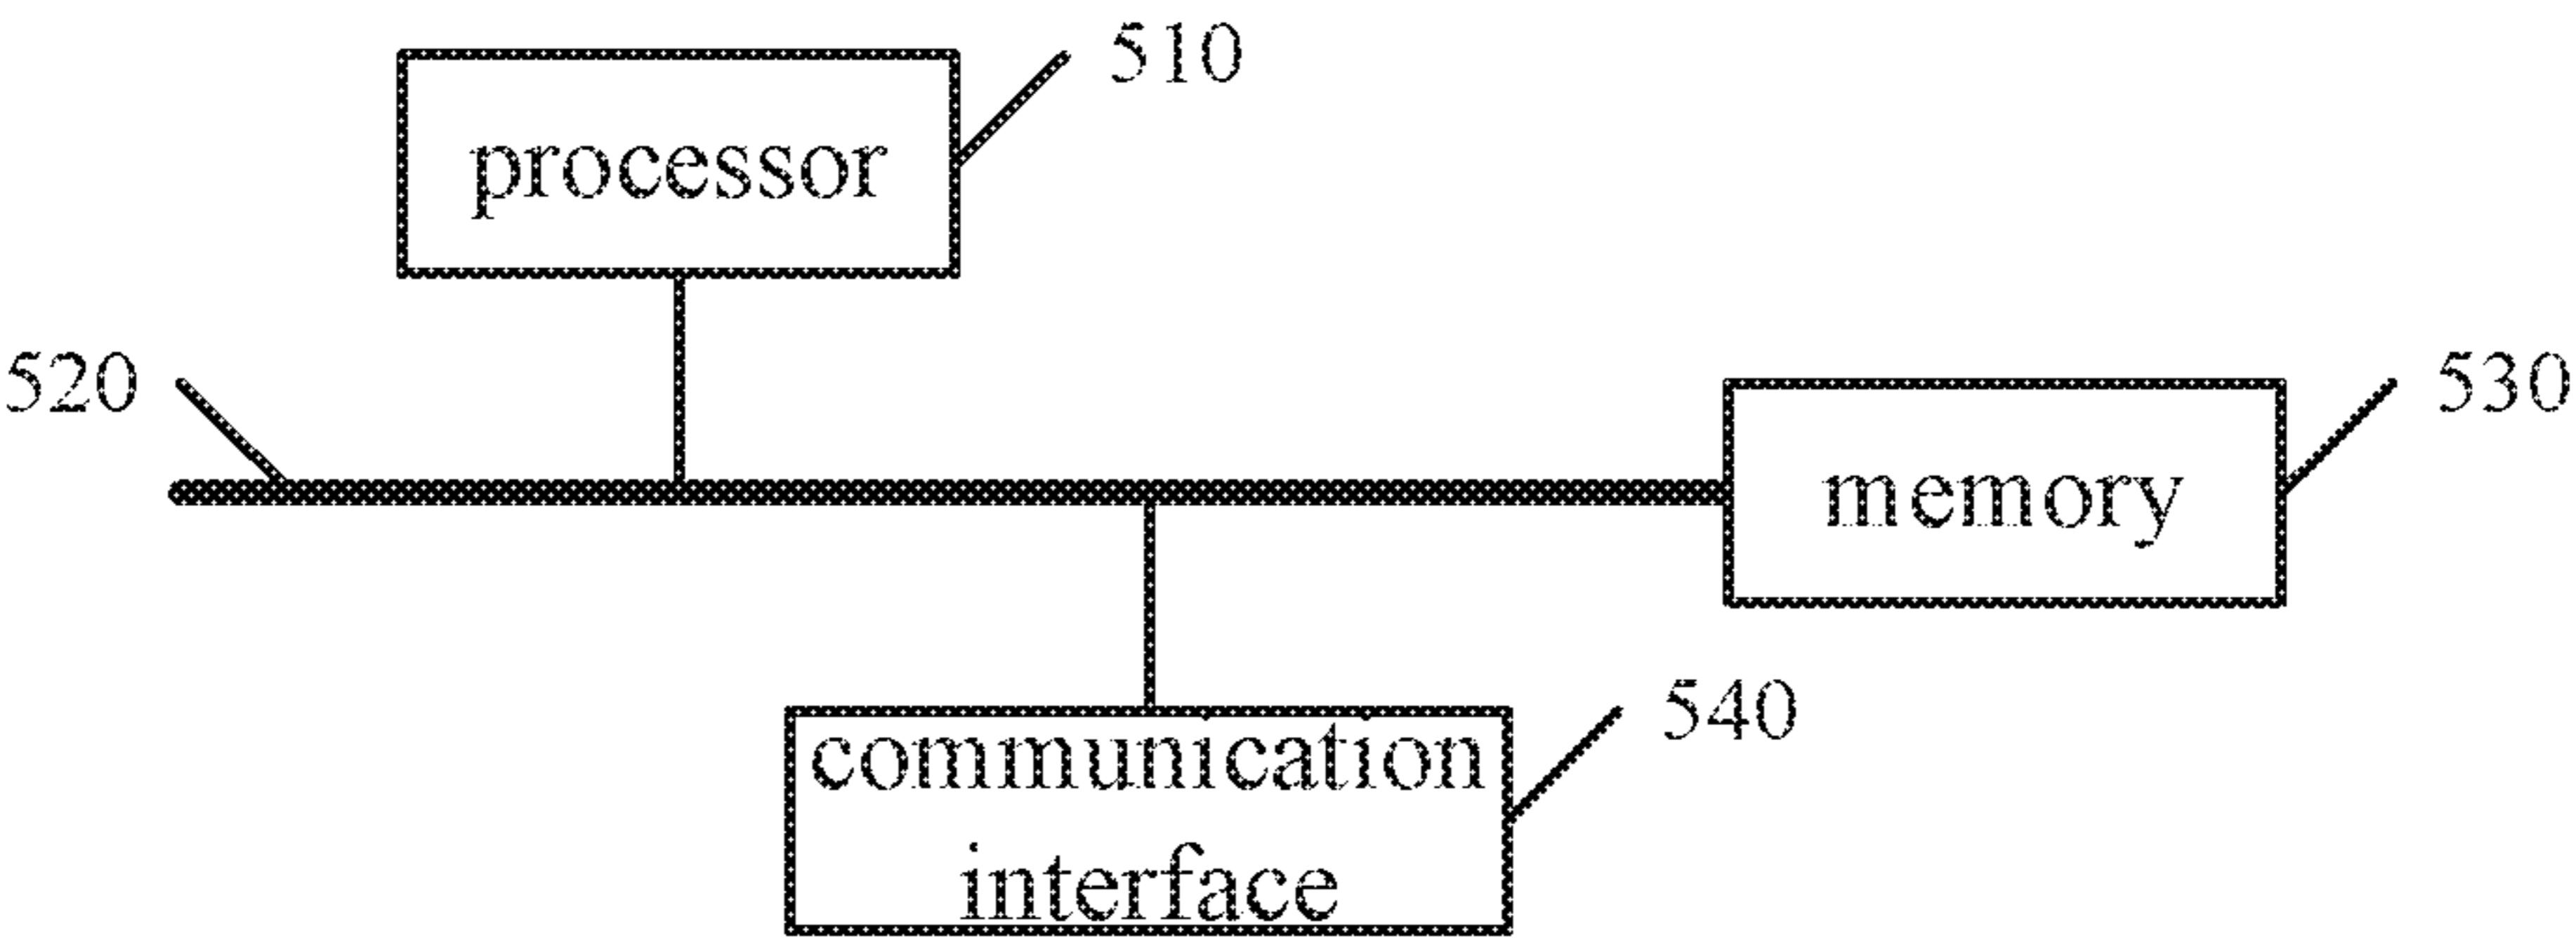 510
processor
520
530
memory
540
communication
interface